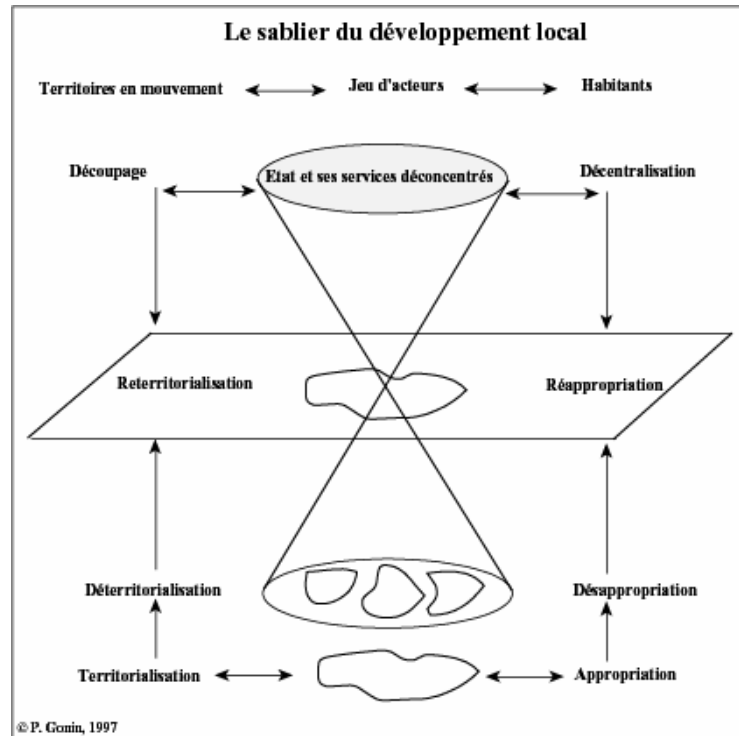 Le sablier du développement local
Territoires en mouvement Jeu d'acteurs Habitants
Découpage Etat et ses services déconcentrés Décentralisation
Reterritorialisation Réappropriation
Déterritorialisation Désappropriation
Territorialisation Appropriation
© P. Gonin, 1997